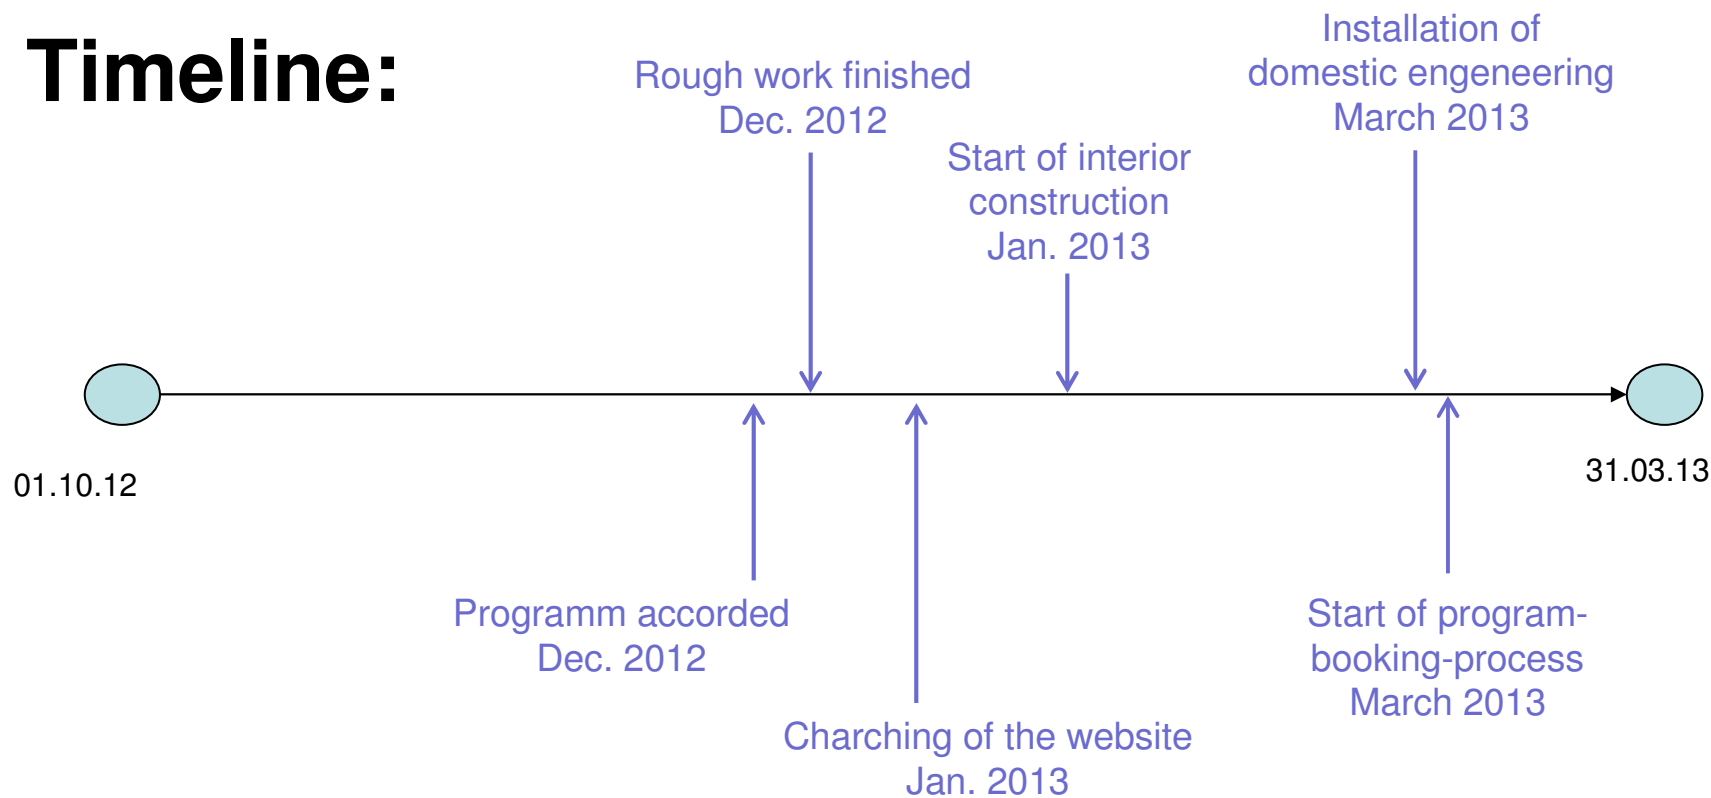 Timeline:
Rough work finished
Dec. 2012
Start of interior
construction
Jan. 2013
Installation of
domestic engeneering
March 2013
01.10.12
31.03.13
Programm accorded
Dec. 2012
Charching of the website
Jan. 2013
Start of program-
booking-process
March 2013